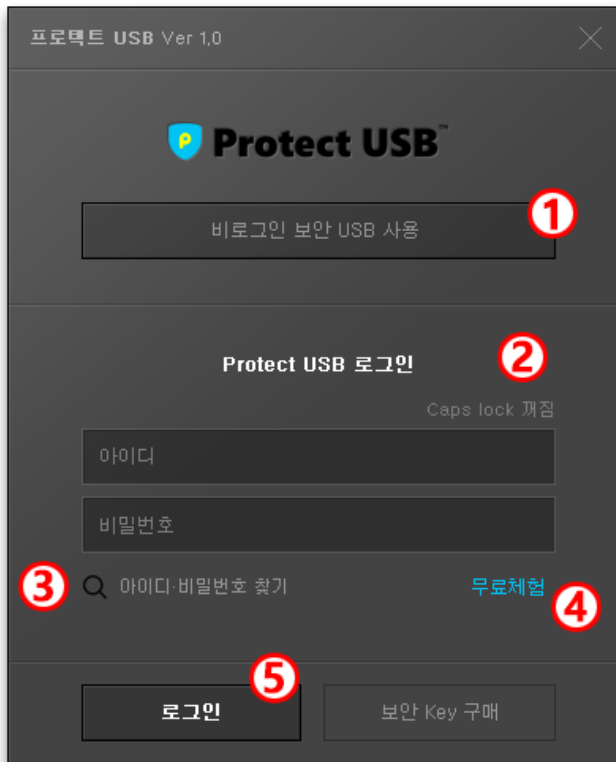 프로텍트 USB Ver 1.0
Protect USB™
비로그인 보안 USB 사용
1
Protect USB 로그인
2
Caps lock 꺼짐
아이디
비밀번호
3
아이디·비밀번호 찾기
무료체험
4
5
로그인
보안 Key 구매